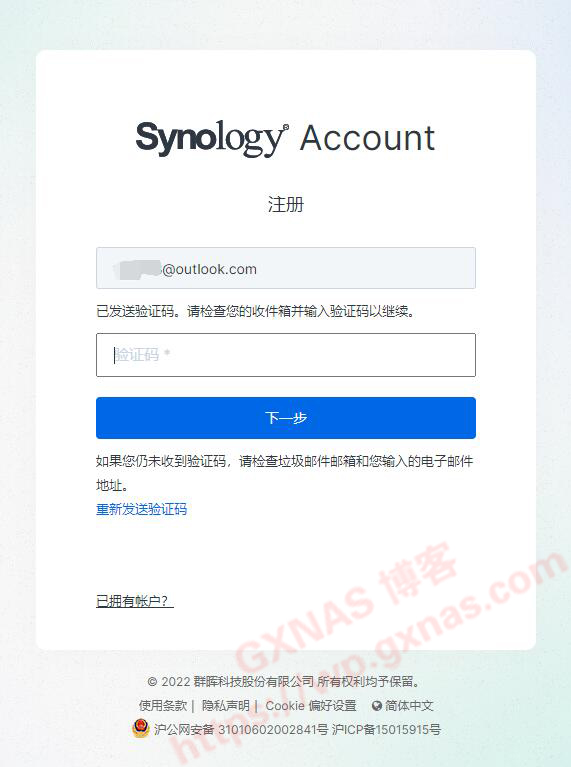 Synology® Account
注册
@outlook.com
已发送验证码。请检查您的收件箱并输入验证码以继续。
验证码 *
下一步
如果您仍未收到验证码，请检查垃圾邮件邮箱和您输入的电子邮件
地址。
重新发送验证码
已拥有帐户？
GXNAS 博客
https://wp.gxnas.com
© 2022 群晖科技股份有限公司 所有权利均予保留。
使用条款 | 隐私声明 | Cookie 偏好设置 简体中文
沪公网安备 31010602002841号 沪ICP备15015915号